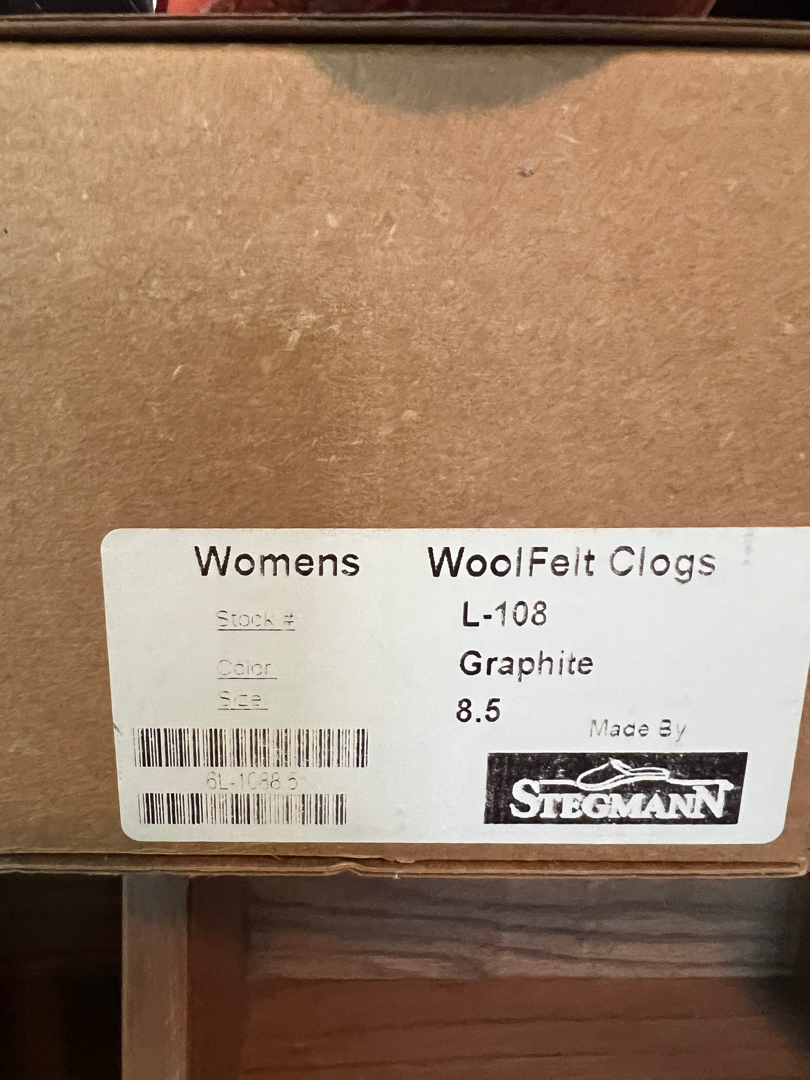 Womens WoolFelt Clogs
Stock # L-108
Color: Graphite
Size: 8.5
Made By
6L-1088.5
STEGMANN